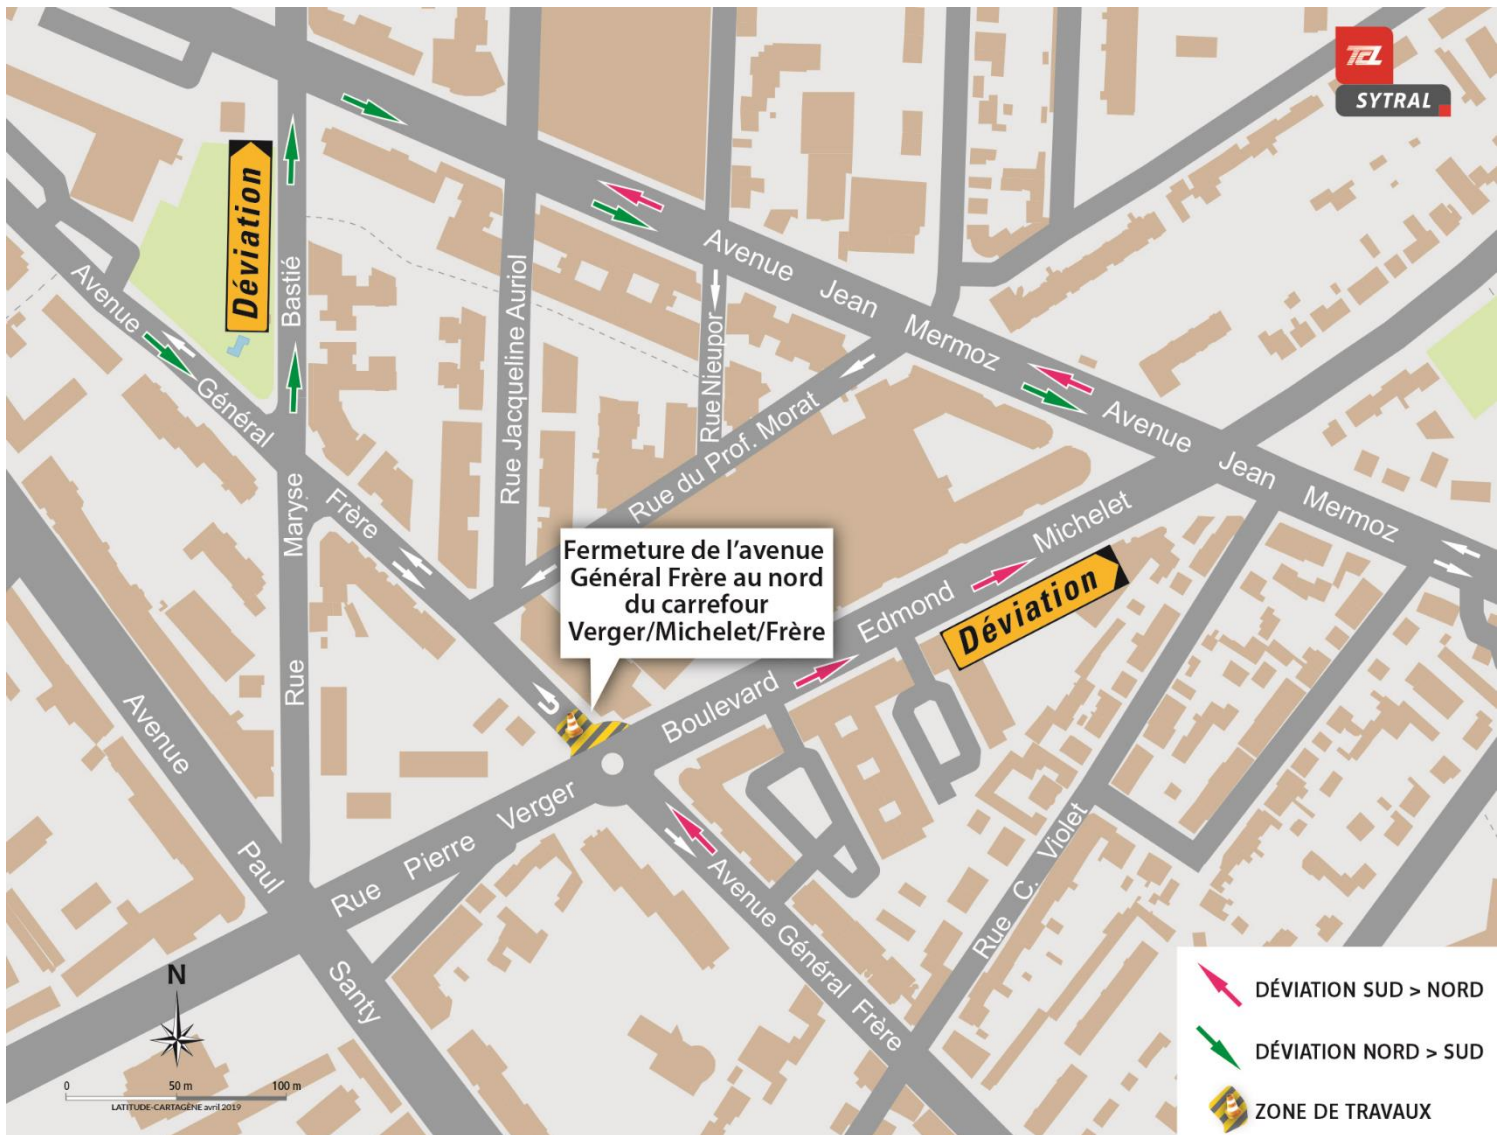 TCL
SYTRAL
Déviation
Bastié
Avenue
Général
Frère
Maryse
Rue
Rue Jacqueline Auriol
Rue Nieupor
Avenue Jean Mermoz
Rue du Prof. Morat
Avenue Jean Mermoz
Fermeture de l'avenue
Général Frère au nord
du carrefour
Verger/Michelet/Frère
Boulevard Edmond Michelet
Déviation
Avenue
Paul
Santy
Rue Pierre Verger
Avenue Général Frère
Rue C. Violet
N
0 50 m 100 m
LATITUDE-CARTAGÈNE avril 2019
DÉVIATION SUD > NORD
DÉVIATION NORD > SUD
ZONE DE TRAVAUX